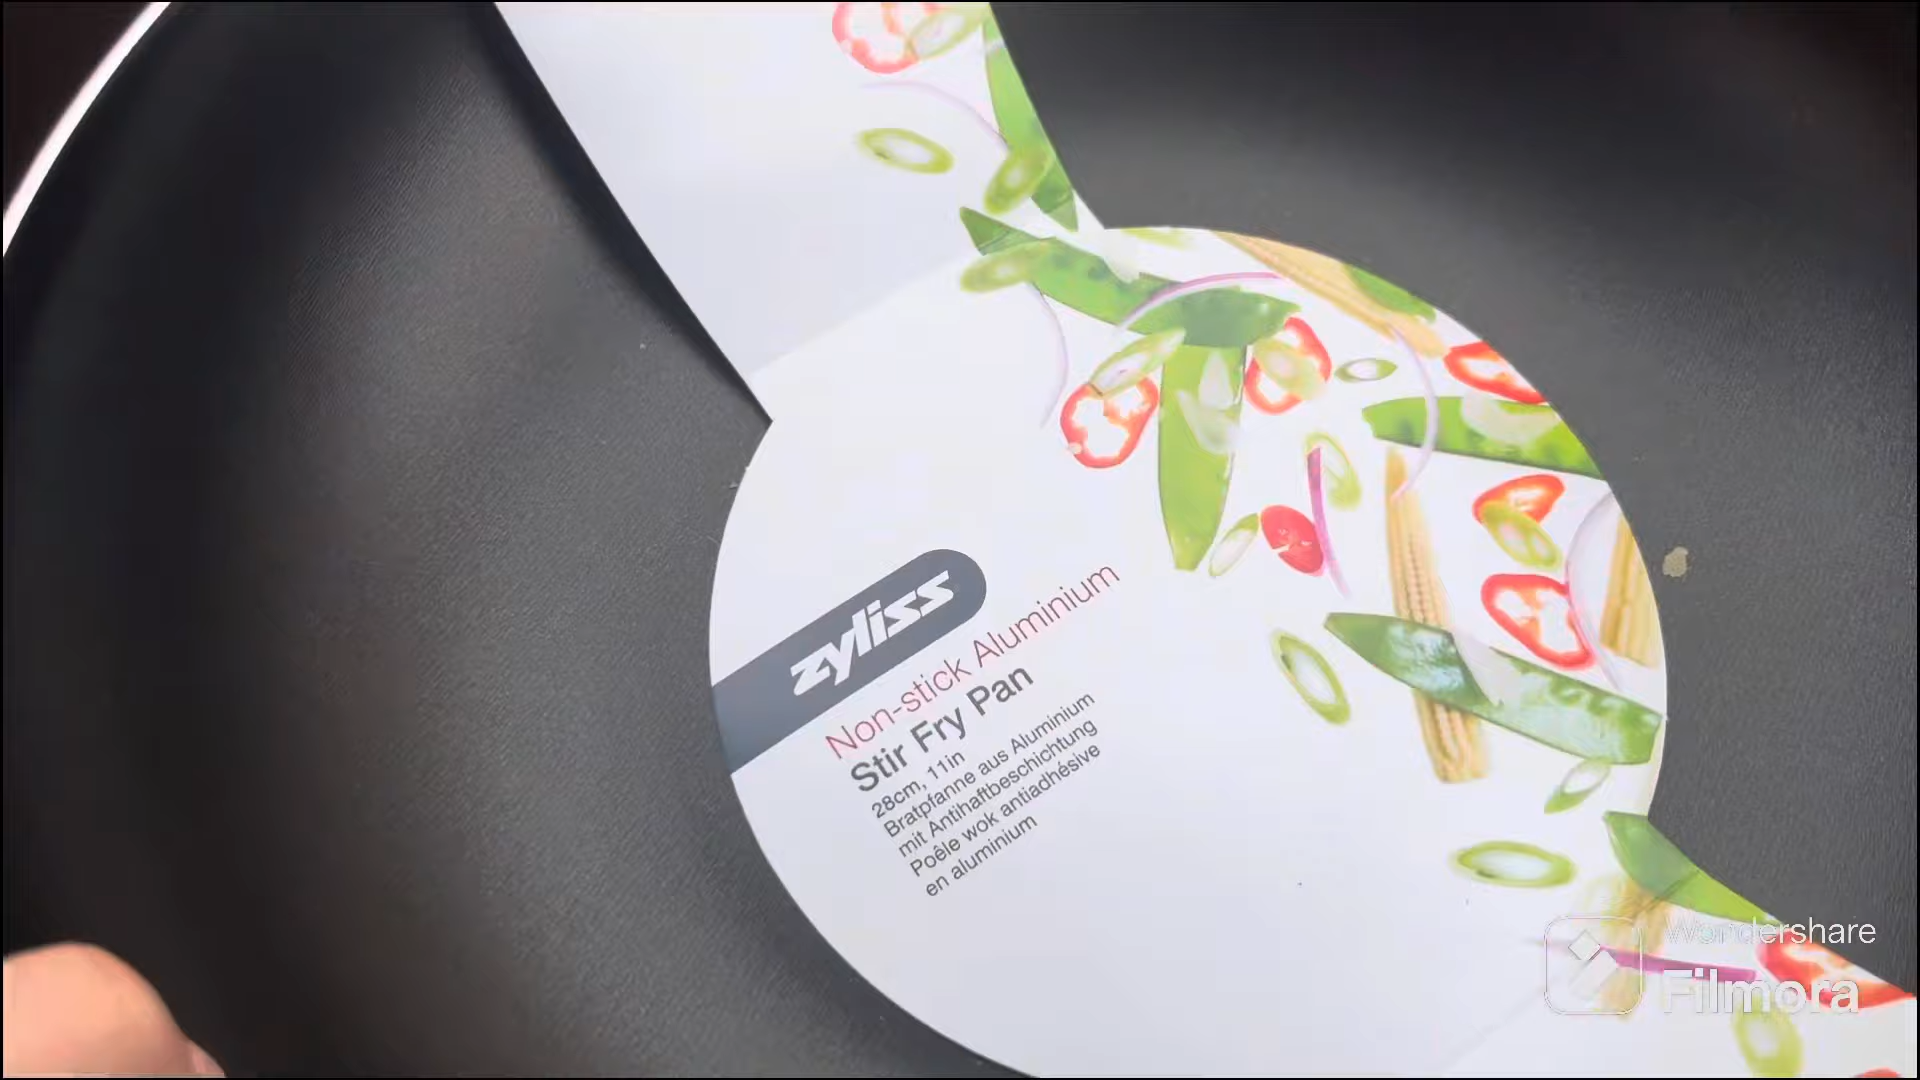 zyliss
Non-stick Aluminium
Stir Fry Pan
28cm, 11in
Bratpfanne aus Aluminium
mit Antihaftbeschichtung
Poêle wok antiadhésive
en aluminium
Wondershare
Filmora